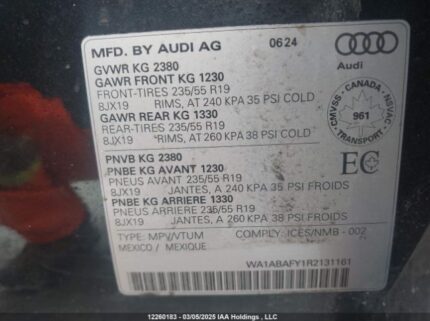 MFD. BY AUDI AG 0624
Audi
GVWR KG 2380
GAWR FRONT KG 1230
FRONT-TIRES 235/55 R19
8JX19 RIMS, AT 240 KPA 35 PSI COLD
GAWR REAR KG 1330
REAR-TIRES 235/55 R19
8JX19 RIMS, AT 260 KPA 38 PSI COLD
CMVSS - CANADA - NSVAC
961
TRANSPORT
PNVB KG 2380
PNBE KG AVANT 1230
PNEUS AVANT 235/55 R19
8JX19 JANTES, A 240 KPA 35 PSI FROIDS
PNBE KG ARRIERE 1330
PNEUS ARRIERE 235/55 R19
8JX19 JANTES, A 260 KPA 38 PSI FROIDS
EC
TYPE: MPV/VTUM COMPLY: ICES/NMB - 002
MEXICO / MEXIQUE
WA1ABAFY1R2131161
12260183 - 03/05/2025 IAA Holdings, LLC